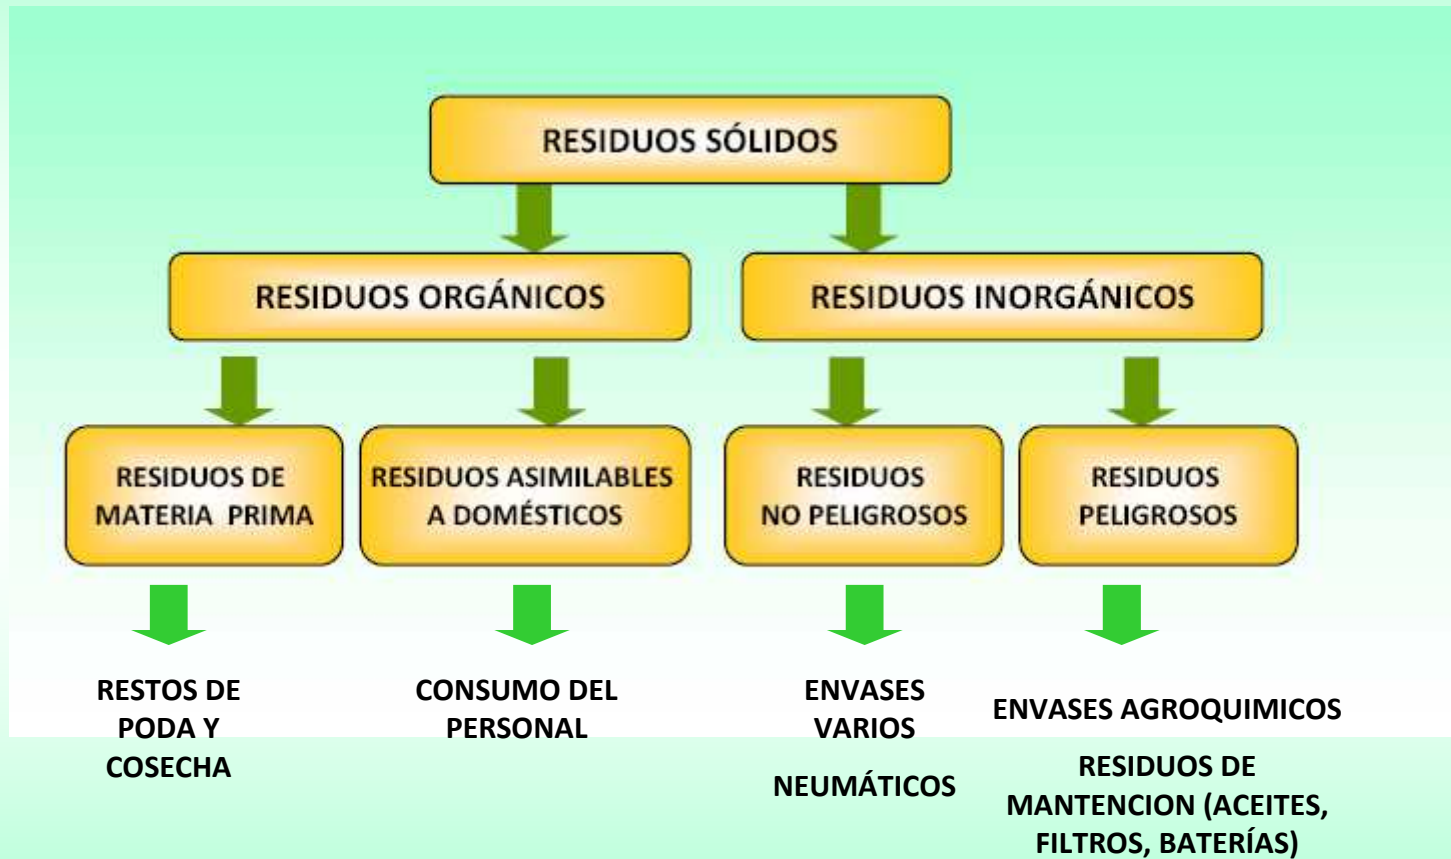 RESIDUOS SÓLIDOS
RESIDUOS ORGÁNICOS
RESIDUOS INORGÁNICOS
RESIDUOS DE
MATERIA PRIMA
RESIDUOS ASIMILABLES
A DOMÉSTICOS
RESIDUOS
NO PELIGROSOS
RESIDUOS
PELIGROSOS
RESTOS DE
PODA Y
COSECHA
CONSUMO DEL
PERSONAL
ENVASES
VARIOS
NEUMÁTICOS
ENVASES AGROQUIMICOS
RESIDUOS DE
MANTENCION (ACEITES,
FILTROS, BATERÍAS)